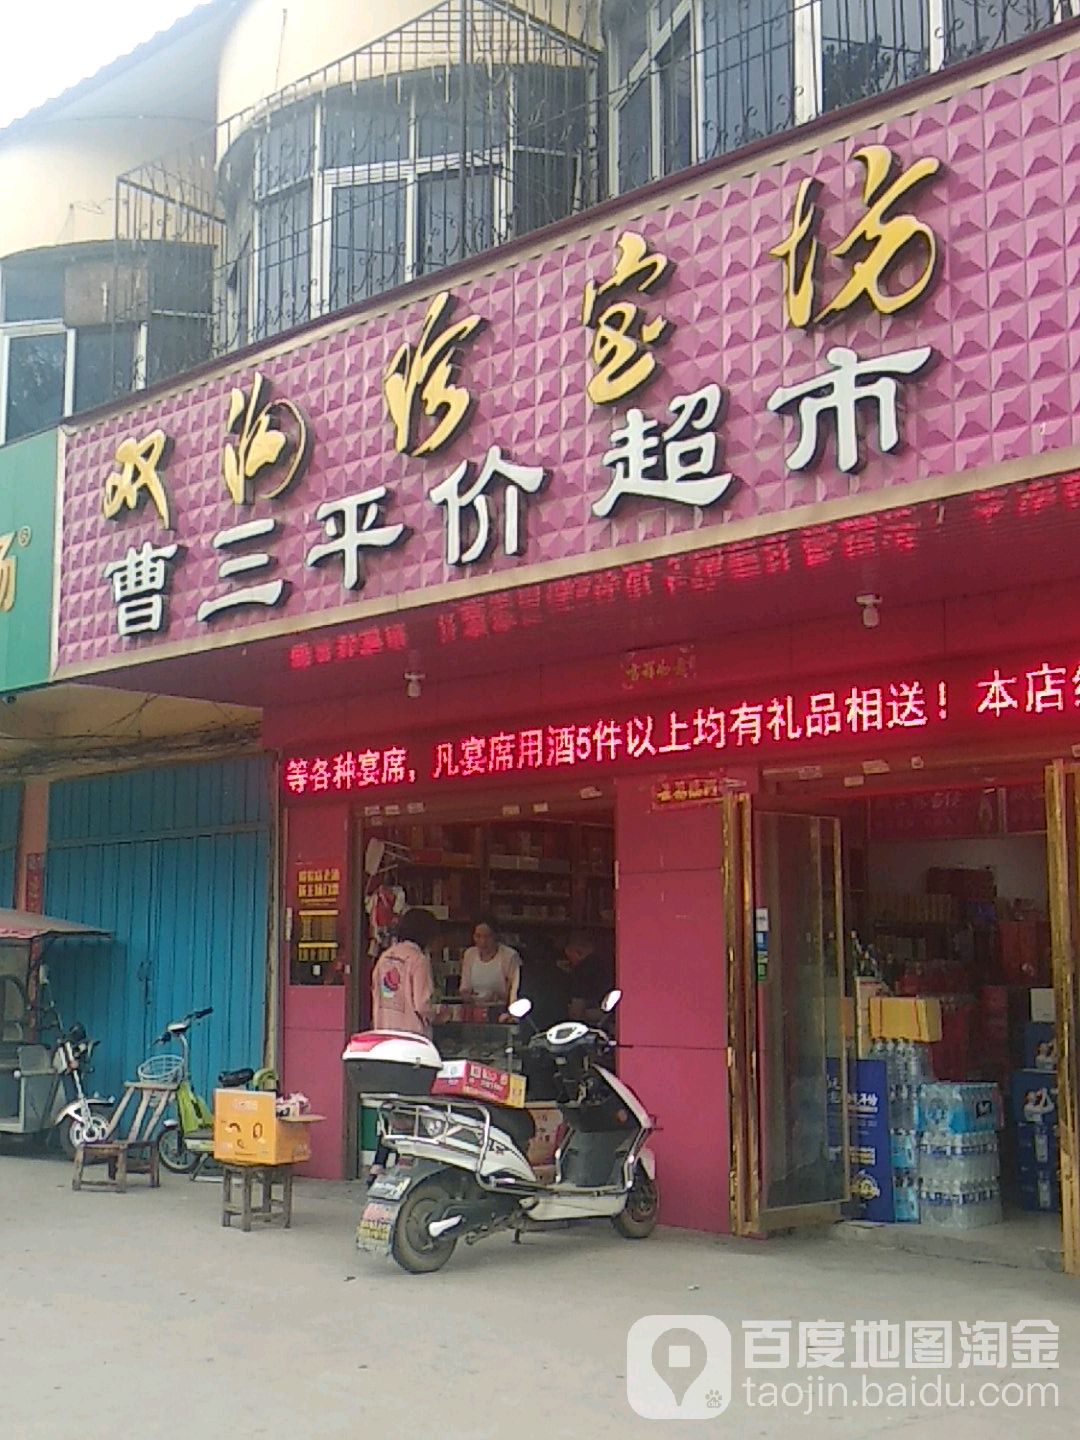 双沟珍宝坊
曹三平价超市
场®
等各种宴席，凡宴席用酒5件以上均有礼品相送！本店
百度地图淘金
taojin.baidu.com